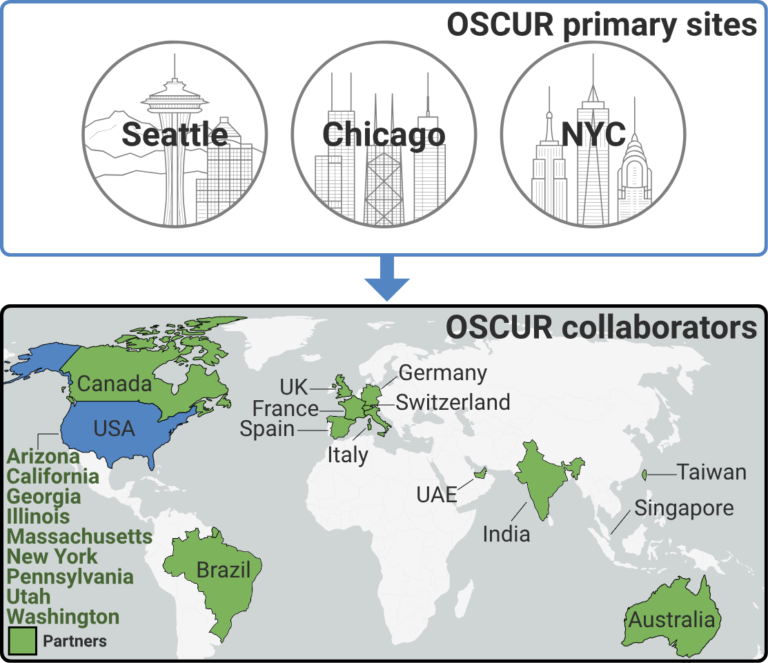 OSCUR primary sites
Seattle
Chicago
NYC
OSCUR collaborators
Canada
USA
UK
France
Spain
Italy
Germany
Switzerland
UAE
India
Taiwan
Singapore
Brazil
Australia
Arizona
California
Georgia
Illinois
Massachusetts
New York
Pennsylvania
Utah
Washington
Partners